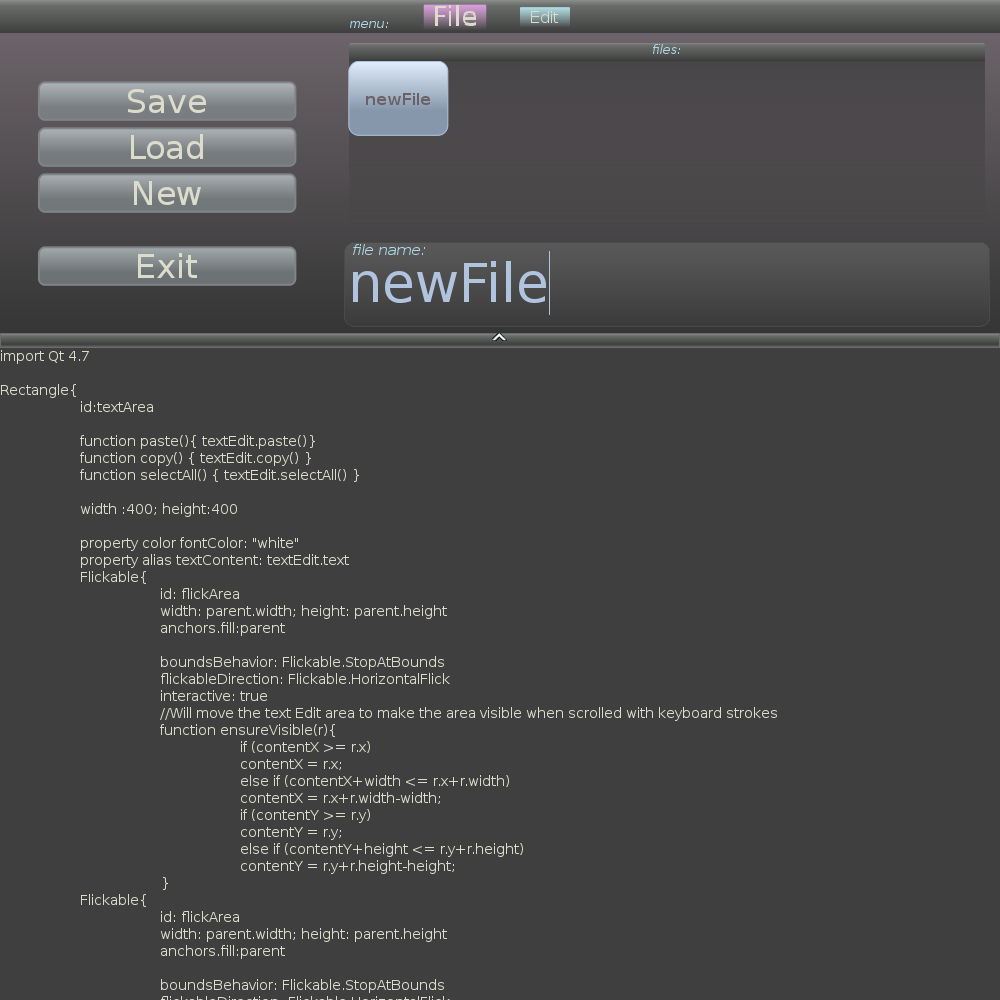 menu: File Edit
files:
newFile
Save
Load
New
Exit
file name:
newFile
import Qt 4.7
Rectangle{
id:textArea
function paste(){ textEdit.paste()}
function copy() { textEdit.copy() }
function selectAll() { textEdit.selectAll() }
width :400; height:400
property color fontColor: "white"
property alias textContent: textEdit.text
Flickable{
id: flickArea
width: parent.width; height: parent.height
anchors.fill:parent
boundsBehavior: Flickable.StopAtBounds
flickableDirection: Flickable.HorizontalFlick
interactive: true
//Will move the text Edit area to make the area visible when scrolled with keyboard strokes
function ensureVisible(r){
if (contentX >= r.x)
contentX = r.x;
else if (contentX+width <= r.x+r.width)
contentX = r.x+r.width-width;
if (contentY >= r.y)
contentY = r.y;
else if (contentY+height <= r.y+r.height)
contentY = r.y+r.height-height;
}
Flickable{
id: flickArea
width: parent.width; height: parent.height
anchors.fill:parent
boundsBehavior: Flickable.StopAtBounds
flickableDirection: Flickable.HorizontalFlick